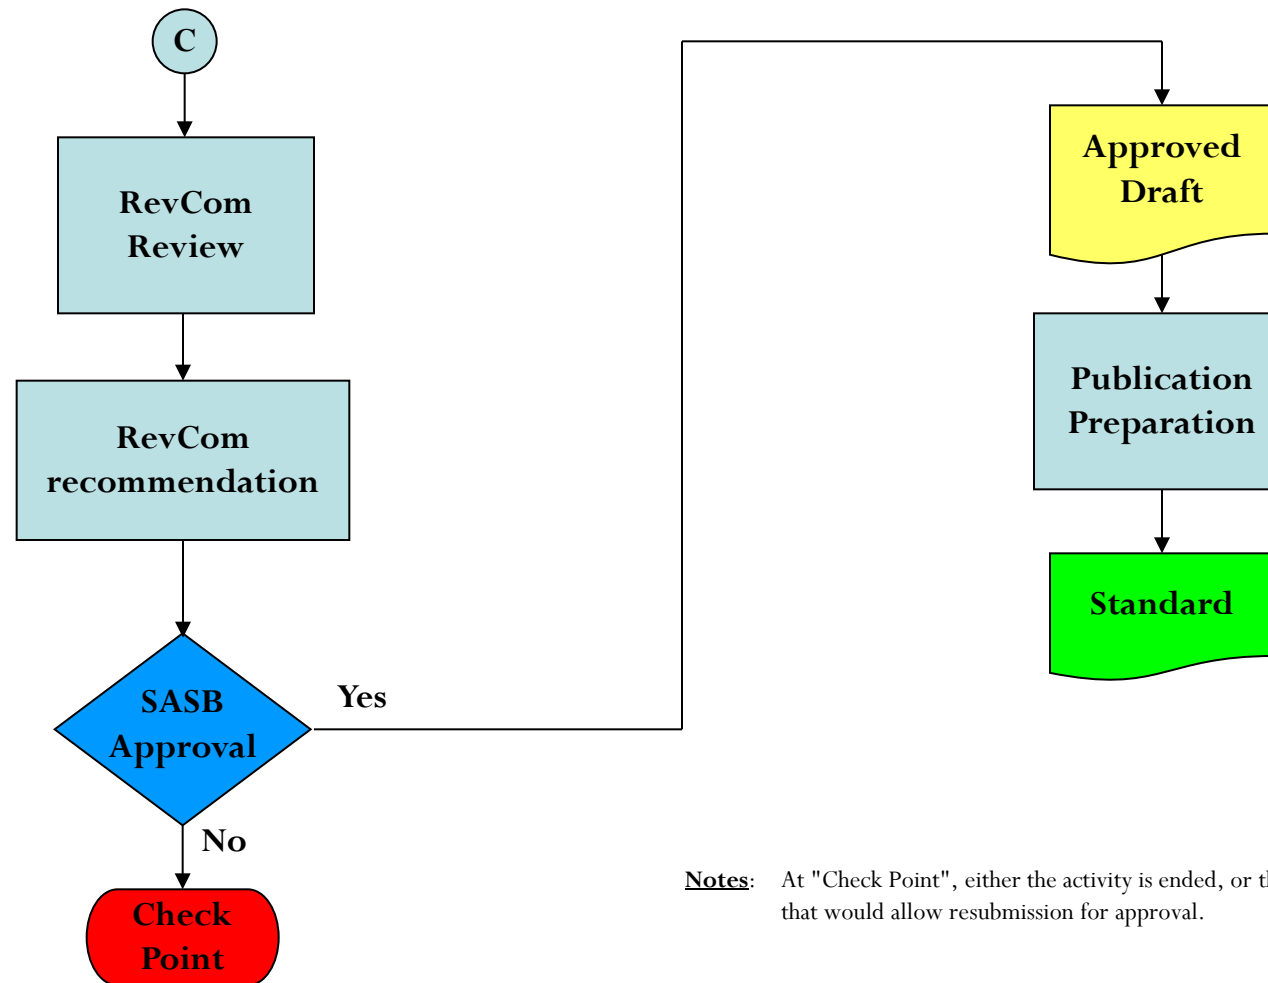 C
RevCom
Review
RevCom
recommendation
SASB
Approval
Yes
No
Check
Point
Approved
Draft
Publication
Preparation
Standard
Notes: At "Check Point", either the activity is ended, or
that would allow resubmission for approval.